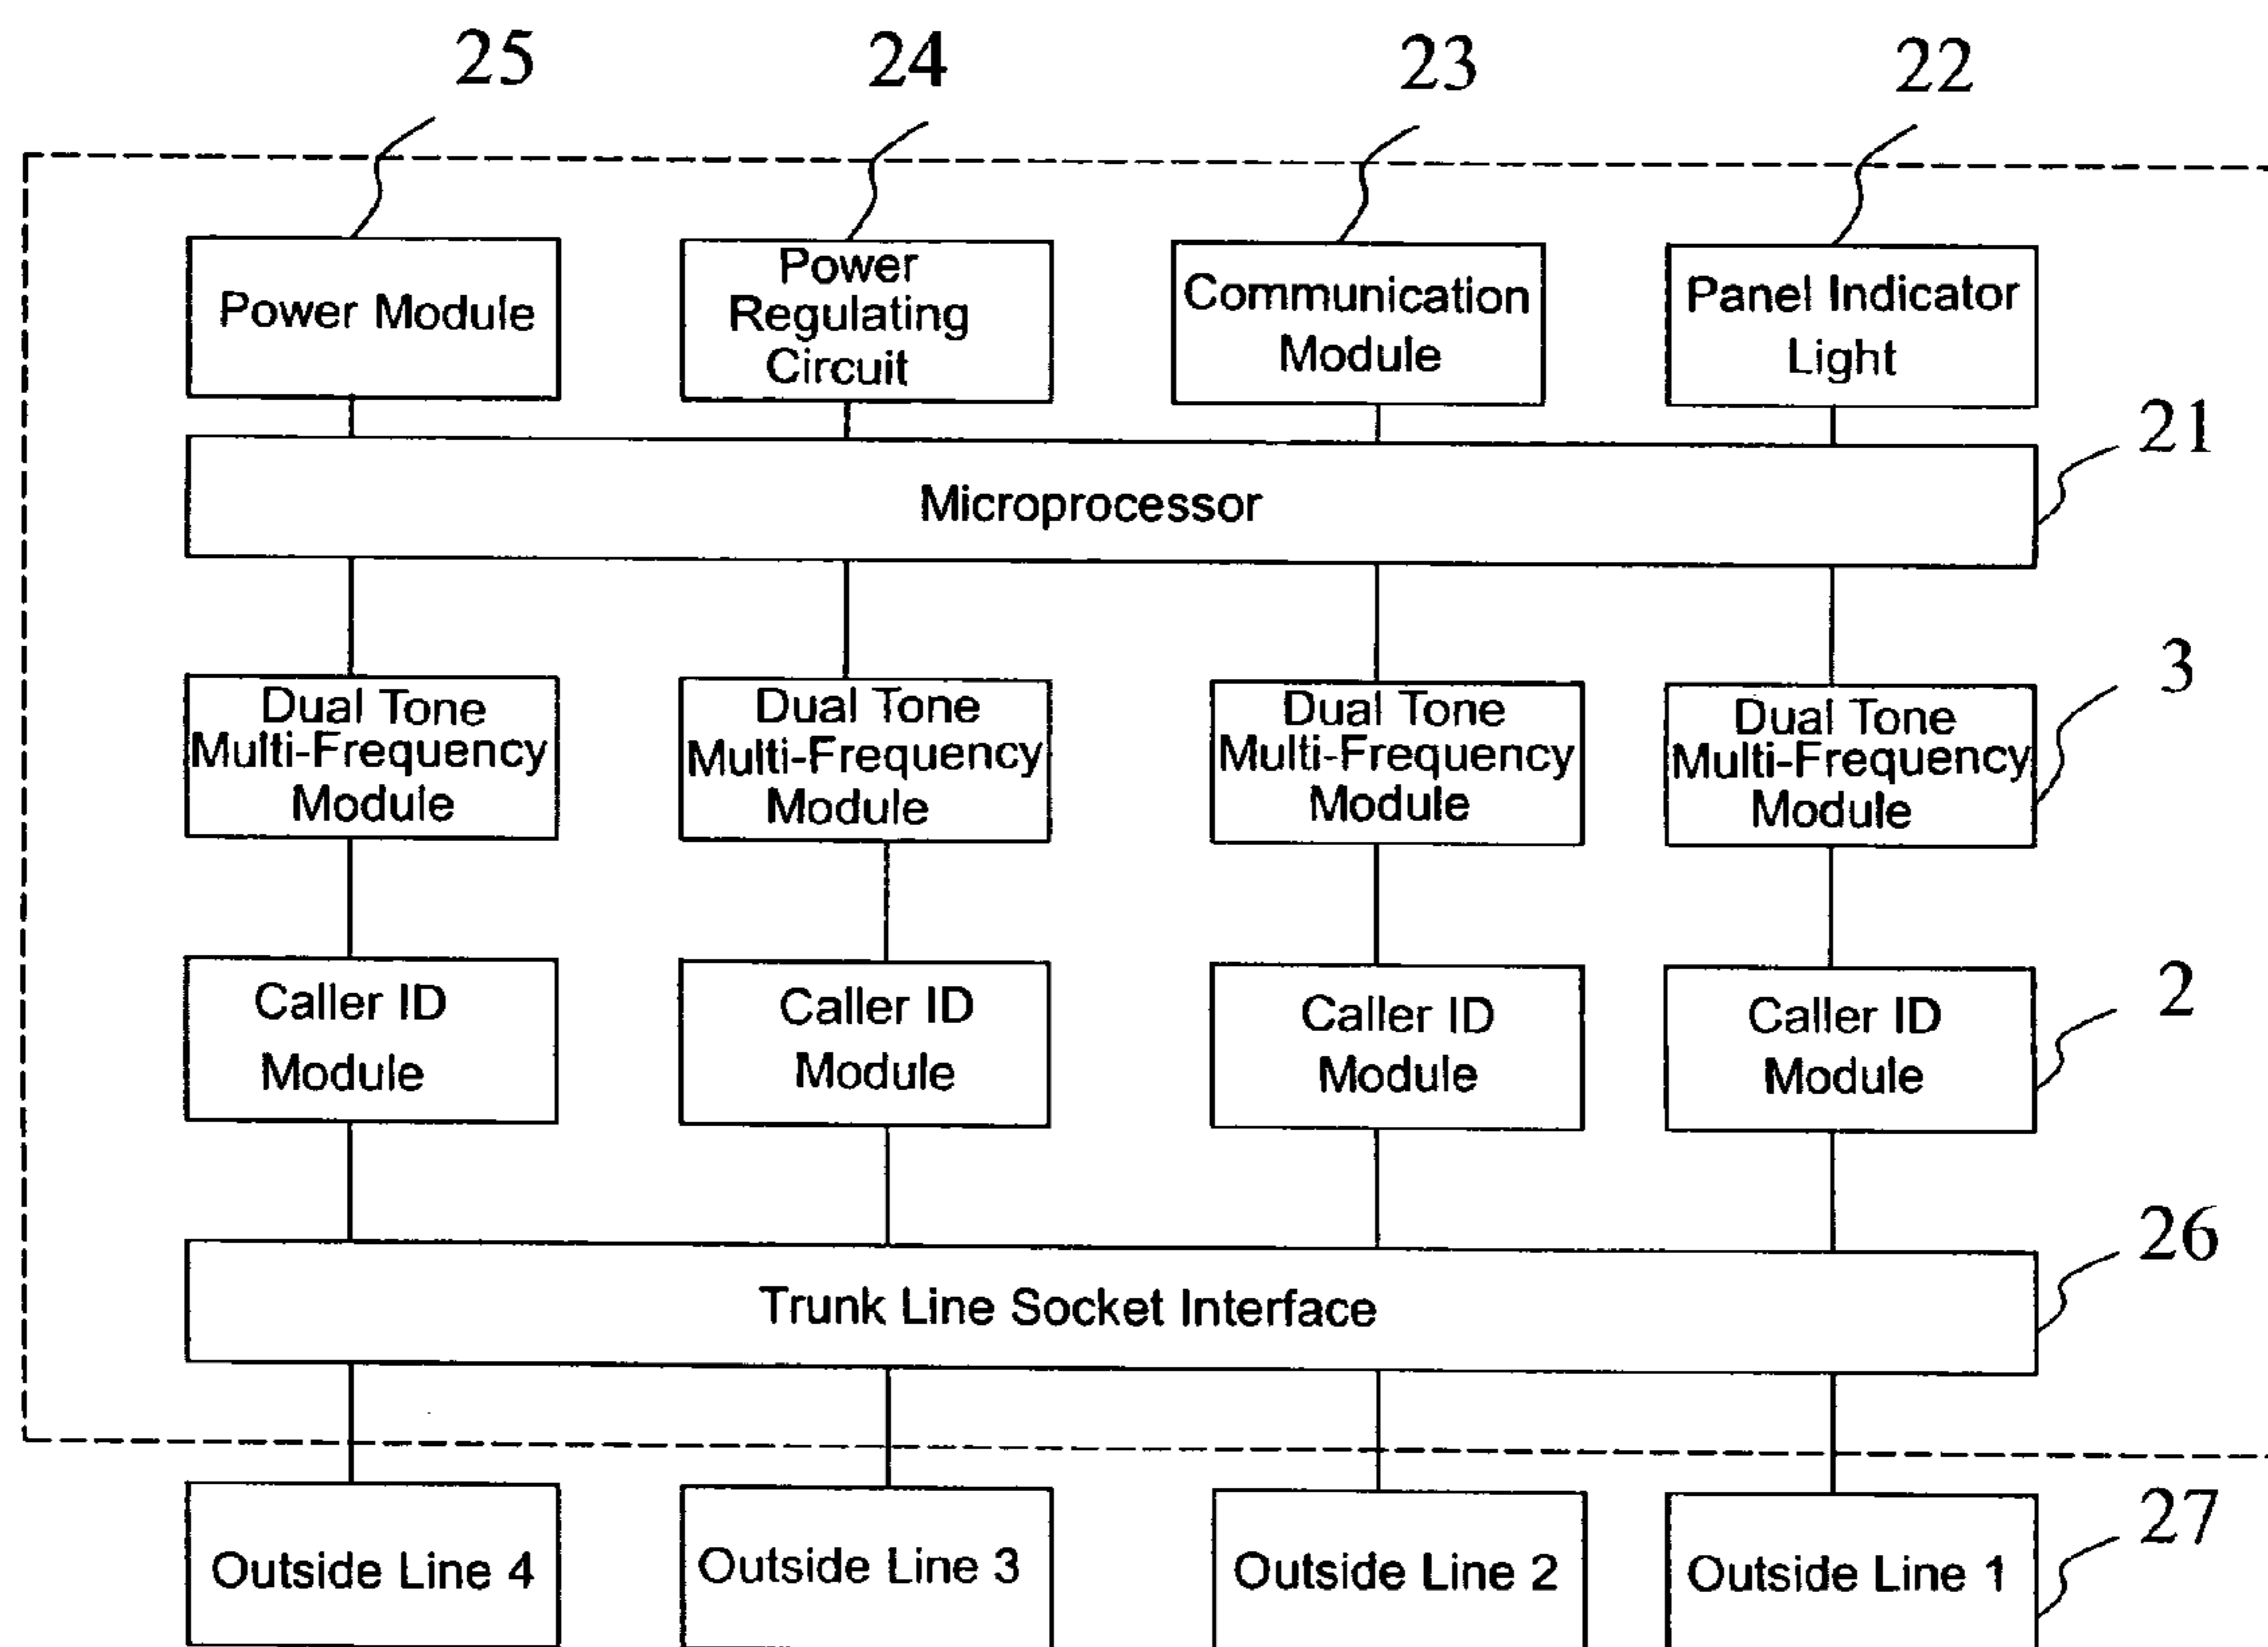 25
24
23
22
Power Module
Power
Regulating
Circuit
Communication
Module
Panel Indicator
Light
21
Microprocessor
3
Dual Tone
Multi-Frequency
Module
Dual Tone
Multi-Frequency
Module
Dual Tone
Multi-Frequency
Module
Dual Tone
Multi-Frequency
Module
2
Caller ID
Module
Caller ID
Module
Caller ID
Module
Caller ID
Module
26
Trunk Line Socket Interface
27
Outside Line 4
Outside Line 3
Outside Line 2
Outside Line 1